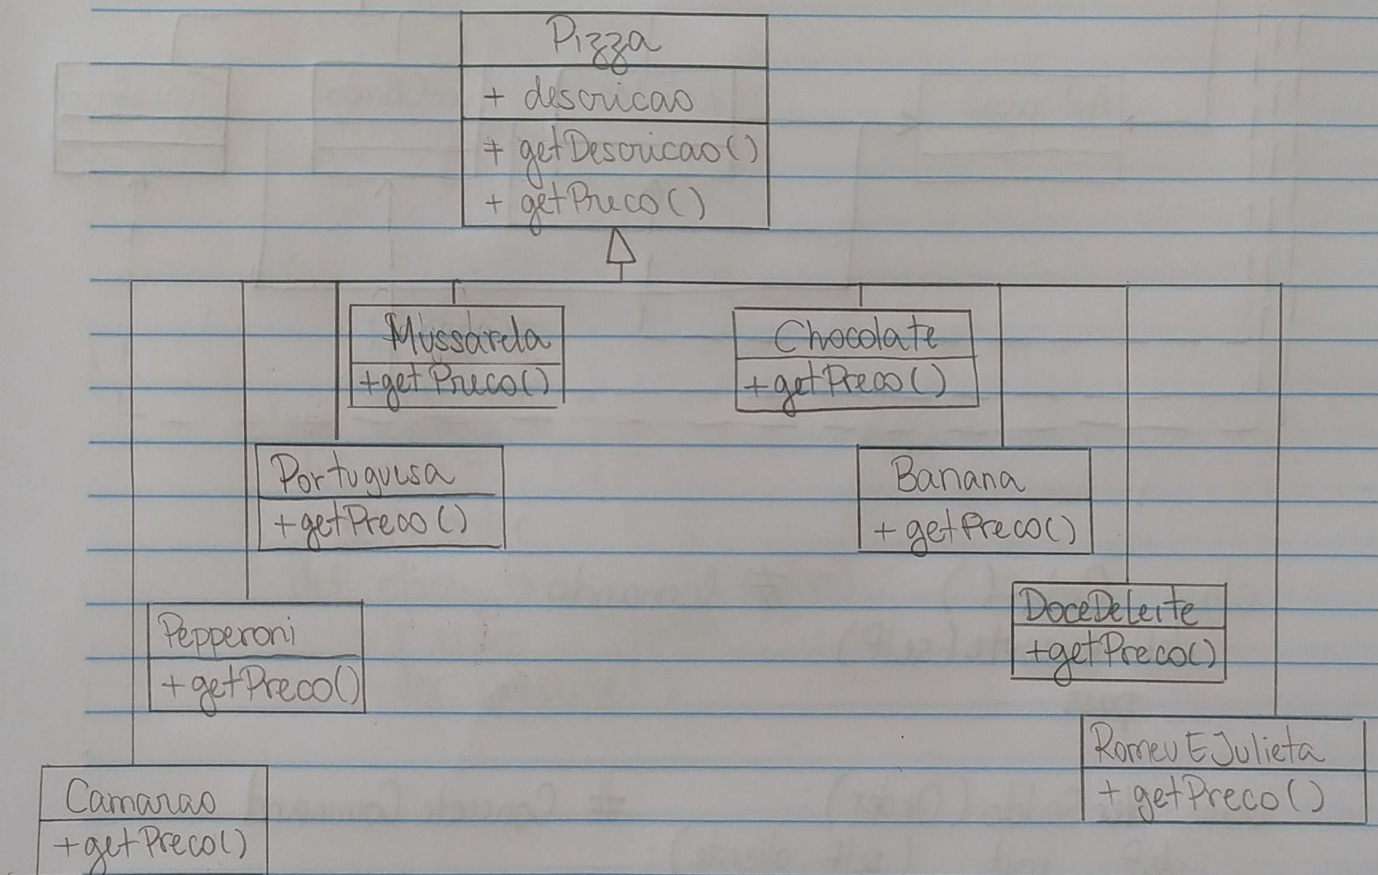 Pizza
+ descricao
+ getDescricao()
+ getPreco()
Mussarela
+getPreco()
Chocolate
+getPreco()
Portuguesa
+getPreco()
Banana
+getPreco()
Pepperoni
+getPreco()
DoceDeLeite
+getPreco()
Camarao
+getPreco()
RomeuEJulieta
+getPreco()